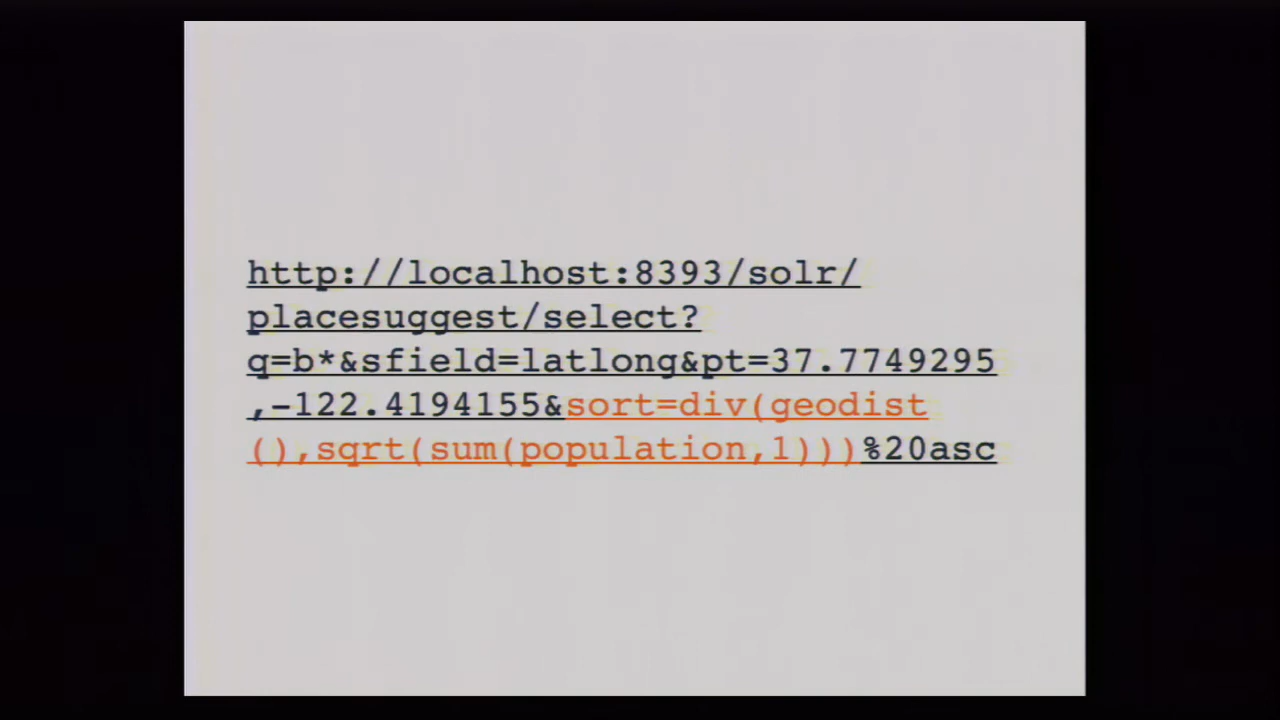 http://localhost:8393/solr/
placesuggest/select?
q=b*&sfield=latlong&pt=37.7749295
,-122.4194155&sort=div(geodist
(),sqrt(sum(population,1)))%20asc